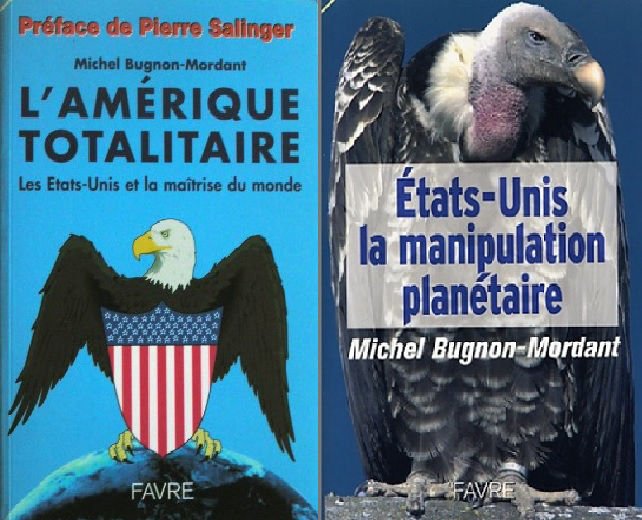 Préface de Pierre Salinger
Michel Bugnon-Mordant
L'AMÉRIQUE
TOTALITAIRE
Les Etats-Unis et la maîtrise du monde
FAVRE
États-Unis
la manipulation
planétaire
Michel Bugnon-Mordant
FAVRE